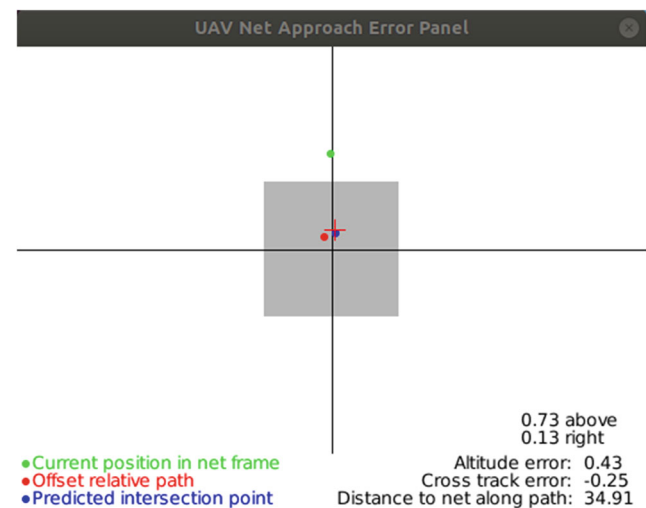 UAV Net Approach Error Panel
0.73 above
0.13 right
●Current position in net frame
●Offset relative path
●Predicted intersection point
Altitude error: 0.43
Cross track error: -0.25
Distance to net along path: 34.91